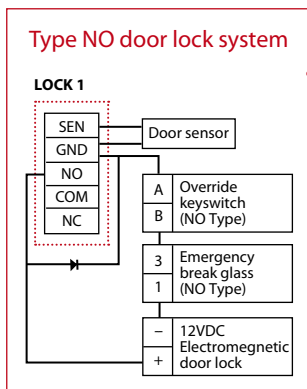 Type NO door lock system
LOCK 1
SEN
GND
NO
COM
NC
Door sensor
A
B
Override
keyswitch
(NO Type)
3
1
Emergency
break glass
(NO Type)
–
+
12VDC
Electromegnetic
door lock